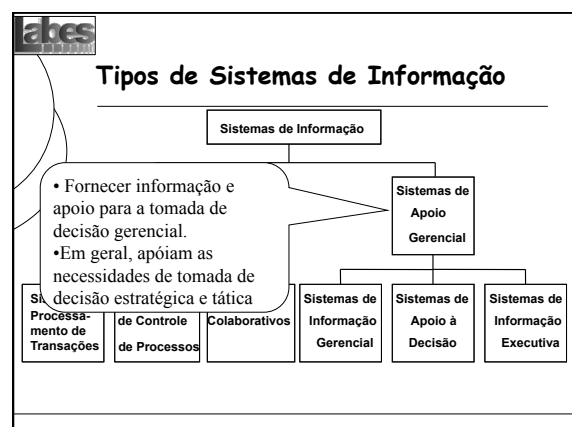 Labes
Tipos de Sistemas de Informação
Sistemas de Informação
• Fornecer informação e
apoio para a tomada de
decisão gerencial.
•Em geral, apóiam as
necessidades de tomada de
decisão estratégica e tática
Sistemas de
Apoio
Gerencial
Processa-
mento de
Transações
de Controle
de Processos
Colaborativos
Sistemas de
Informação
Gerencial
Sistemas de
Apoio à
Decisão
Sistemas de
Informação
Executiva